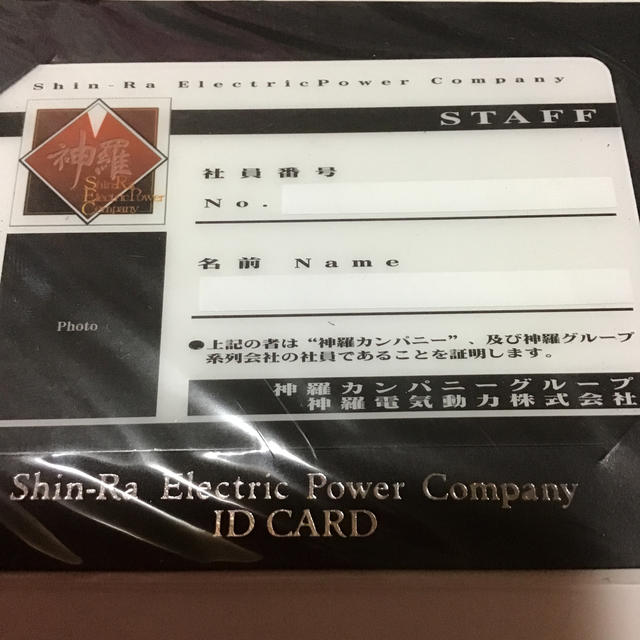 Shin-Ra ElectricPower Company
STAFF
神羅
Shin-Ra
ElectricPower
Company
社員番号
No.
名前 Name
Photo
●上記の者は“神羅カンパニー”、及び神羅グループ
系列会社の社員であることを証明します。
神羅カンパニーグループ
神羅電気動力株式会社
Shin-Ra Electric Power Company
ID CARD